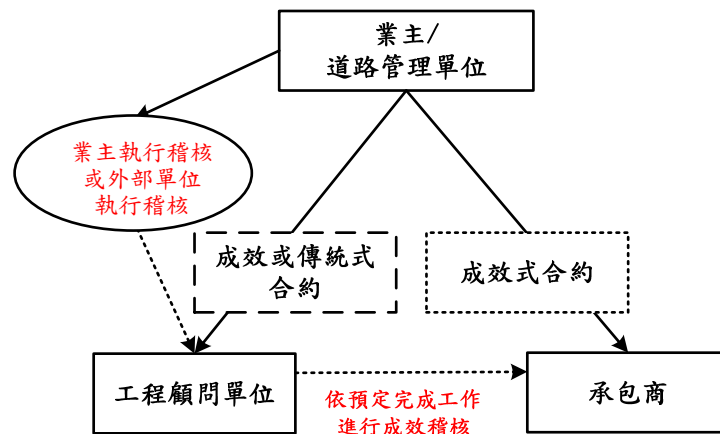 業主/
道路管理單位
業主執行稽核
或外部單位
執行稽核
成效或傳統式
合約
成效式合約
工程顧問單位
依預定完成工作
進行成效稽核
承包商